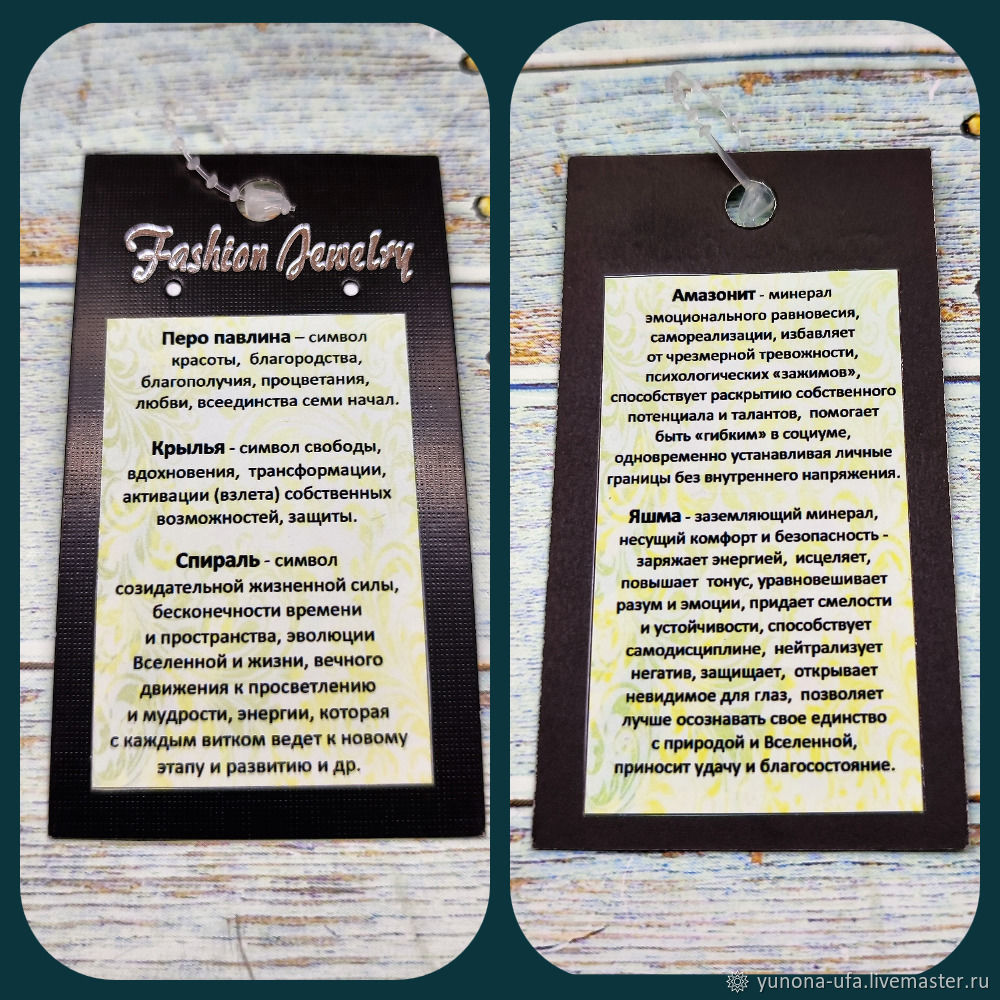 Fashion Jewelry
Перо павлина – символ
красоты, благородства,
благополучия, процветания,
любви, всеединства семи начал.
Крылья - символ свободы,
вдохновения, трансформации,
активации (взлета) собственных
возможностей, защиты.
Спираль - символ
созидательной жизненной силы,
бесконечности времени
и пространства, эволюции
Вселенной и жизни, вечного
движения к просветлению
и мудрости, энергии, которая
с каждым витком ведет к новому
этапу и развитию и др.
Амазонит - минерал
эмоционального равновесия,
самореализации, избавляет
от чрезмерной тревожности,
психологических «зажимов»,
способствует раскрытию собственного
потенциала и талантов, помогает
быть «гибким» в социуме,
одновременно устанавливая личные
границы без внутреннего напряжения.
Яшма - заземляющий минерал,
несущий комфорт и безопасность -
заряжает энергией, исцеляет,
повышает тонус, уравновешивает
разум и эмоции, придает смелости
и устойчивости, способствует
самодисциплине, нейтрализует
негатив, защищает, открывает
невидимое для глаз, позволяет
лучше осознавать свое единство
с природой и Вселенной,
приносит удачу и благосостояние.
yunona-ufa.livemaster.ru